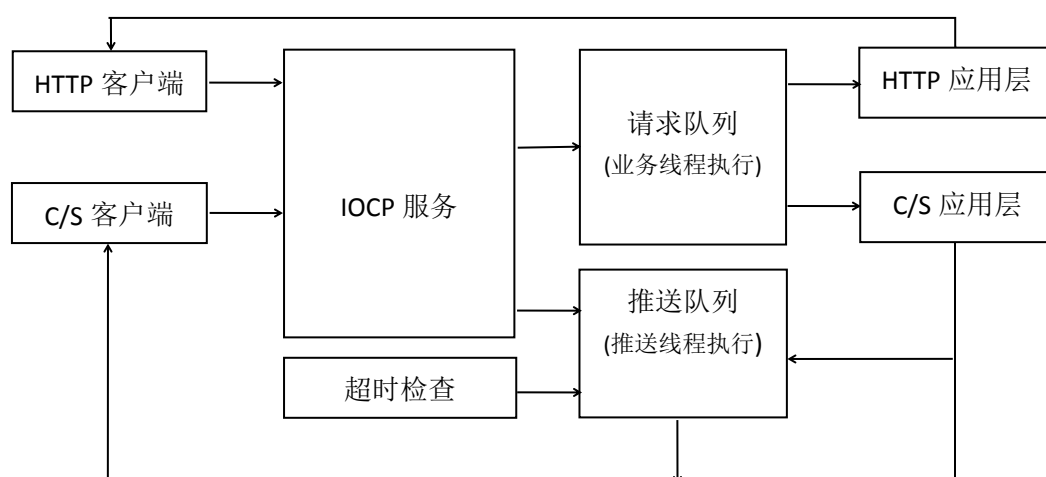 HTTP 客户端
C/S 客户端
IOCP 服务
超时检查
请求队列
(业务线程执行)
推送队列
(推送线程执行)
HTTP 应用层
C/S 应用层